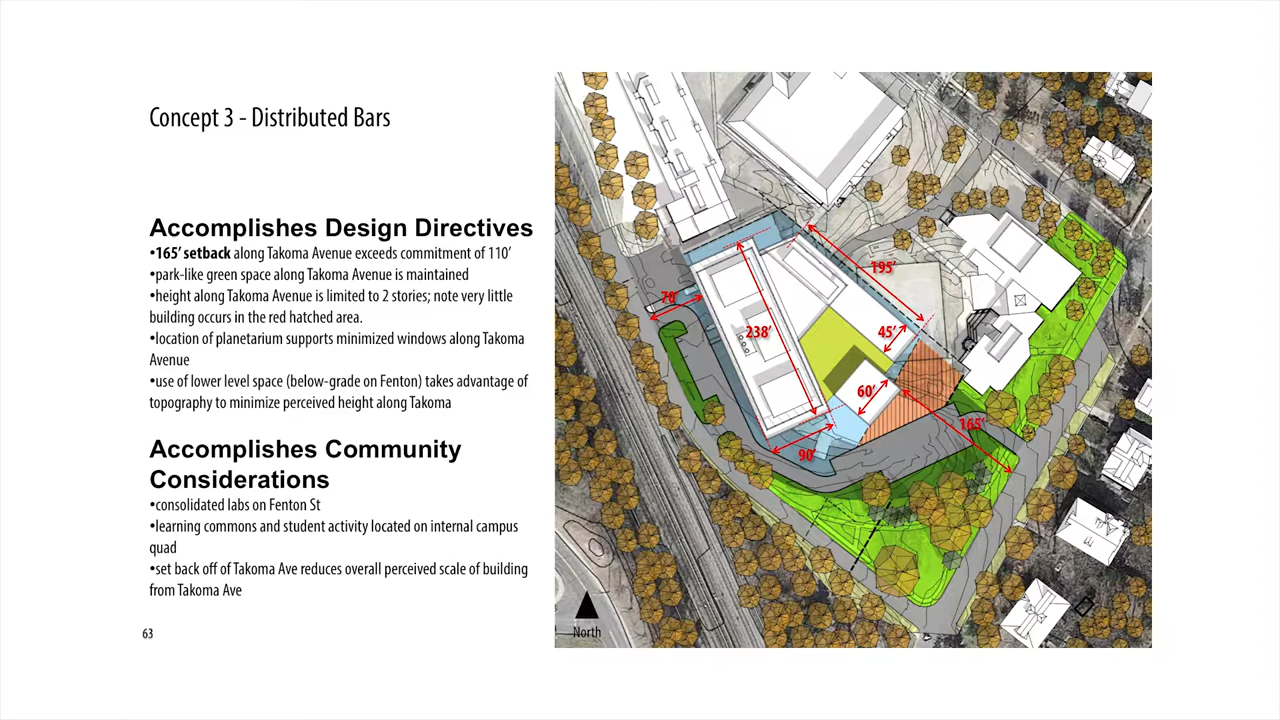 Concept 3 - Distributed Bars
Accomplishes Design Directives
•165’ setback along Takoma Avenue exceeds commitment of 110’
•park-like green space along Takoma Avenue is maintained
•height along Takoma Avenue is limited to 2 stories; note very little
building occurs in the red hatched area.
•location of planetarium supports minimized windows along Takoma
Avenue
•use of lower level space (below-grade on Fenton) takes advantage of
topography to minimize perceived height along Takoma
Accomplishes Community
Considerations
•consolidated labs on Fenton St
•learning commons and student activity located on internal campus
quad
•set back off of Takoma Ave reduces overall perceived scale of building
from Takoma Ave
63
195’
70’
238’
45’
60’
165’
90’
North